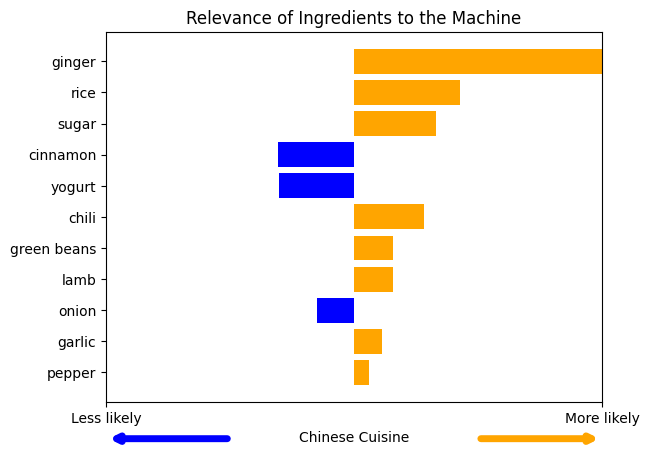 Relevance of Ingredients to the Machine
ginger
rice
sugar
cinnamon
yogurt
chili
green beans
lamb
onion
garlic
pepper
Less likely More likely
Chinese Cuisine